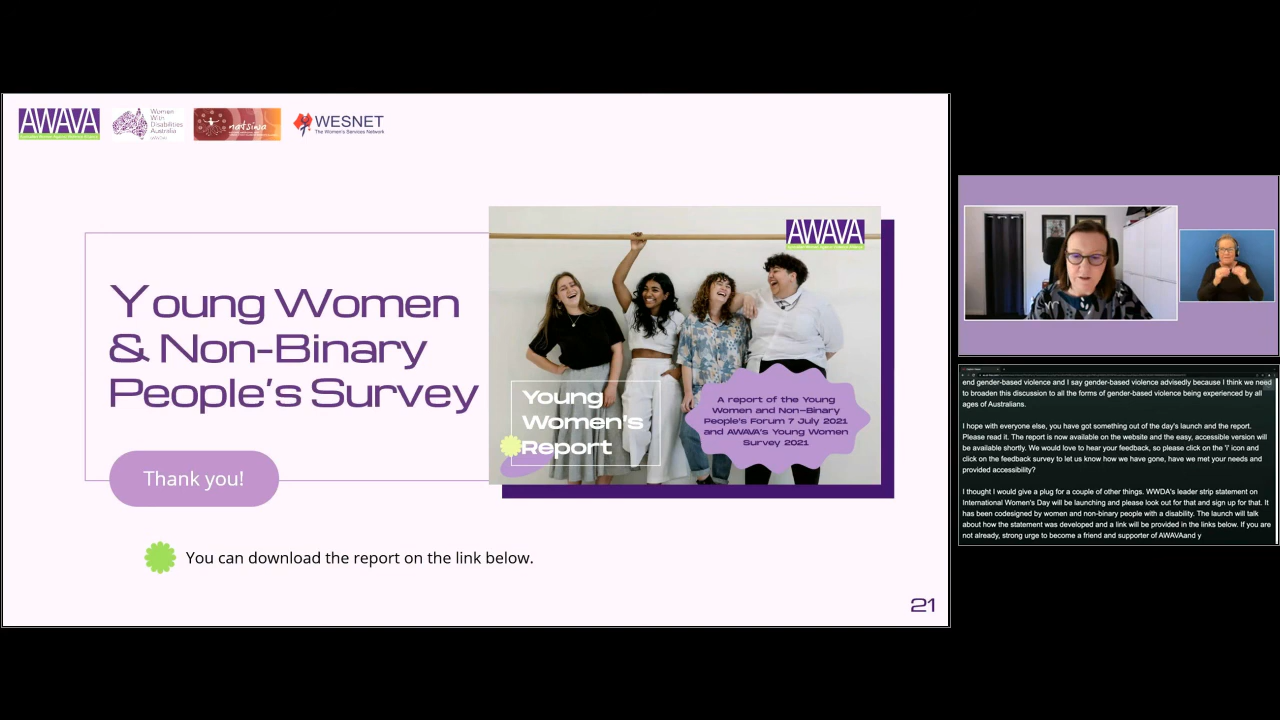 AWAVA
Women
With
Disabilities
Australia
natsiwa
WESNET
The Women's Services Network
Young Women
& Non-Binary
People's Survey
Thank you!
You can download the report on the link below.
AWAVA
Young
Women's
Report
A report of the Young
Women and Non-Binary
People's Forum 7 July 2021
and AWAVA's Young Women
Survey 2021
21
end gender-based violence and I say gender-based violence advisedly because I think we need
to broaden this discussion to all the forms of gender-based violence being experienced by all
ages of Australians.
I hope with everyone else, you have got something out of the day's launch and the report.
Please read it. The report is now available on the website and the easy, accessible version will
be available shortly. We would love to hear your feedback, so please click on the 'i' icon and
click on the feedback survey to let us know how we have gone, have we met your needs and
provided accessibility?
I thought I would give a plug for a couple of other things. WWDA's leader strip statement on
International Women's Day will be launching and please look out for that and sign up for that. It
has been codesigned by women and non-binary people with a disability. The launch will talk
about how the statement was developed and a link will be provided in the links below. If you are
not already, strong urge to become a friend and supporter of AWAVAand y